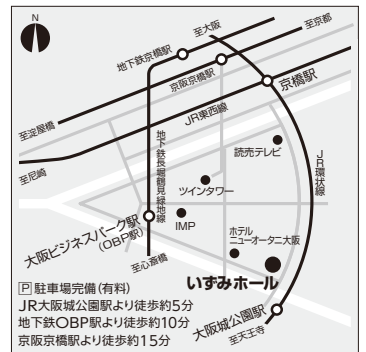 N
至大阪
至京都
地下鉄京橋駅
京阪京橋駅
京橋駅
至淀屋橋
JR東西線
至尼崎
地下鉄長堀鶴見緑地線
読売テレビ
JR環状線
ツインタワー
IMP
大阪ビジネスパーク駅
(OBP駅)
ホテル
ニューオータニ大阪
至心斎橋
いずみホール
P 駐車場完備(有料)
JR大阪城公園駅より徒歩約5分
地下鉄OBP駅より徒歩約10分
京阪京橋駅より徒歩約15分
大阪城公園駅
至天王寺